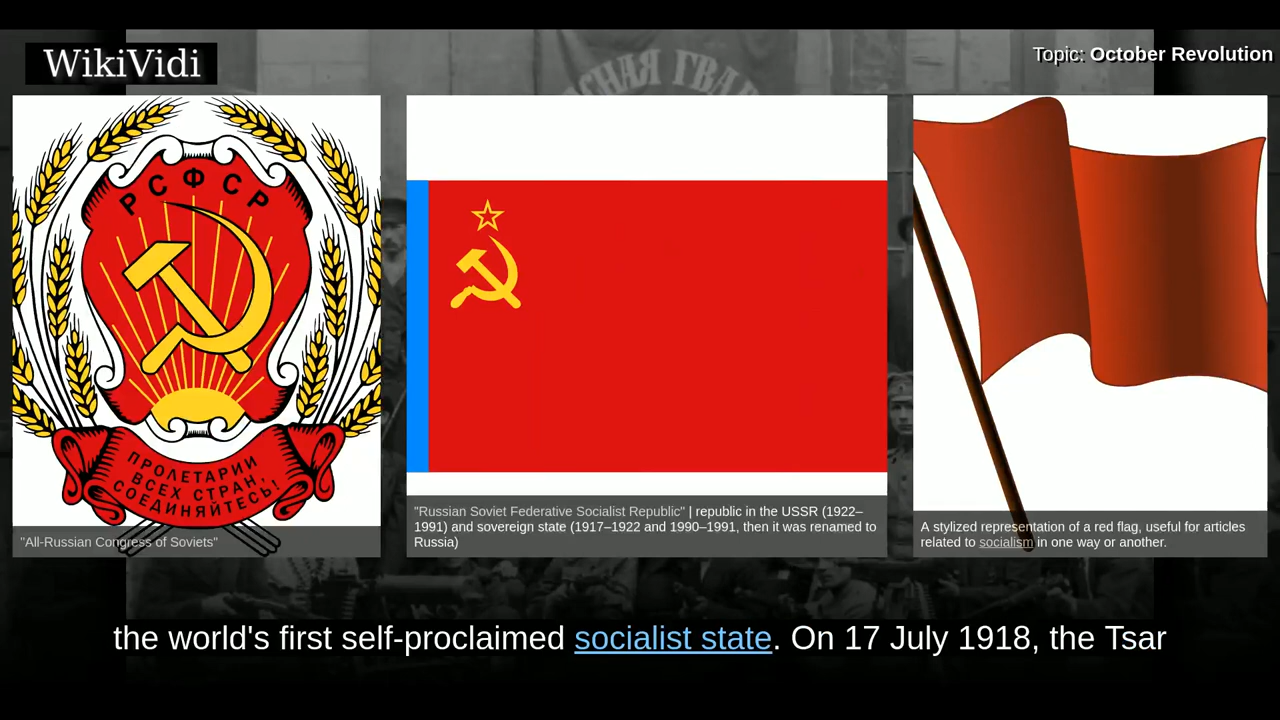 WikiVidi
Topic: October Revolution
СНАЯ ГВА
РСФСР
ПРОЛЕТАРИИ
ВСЕХ СТРАН,
СОЕДИНЯЙТЕСЬ!
"All-Russian Congress of Soviets"
"Russian Soviet Federative Socialist Republic" | republic in the USSR (1922–
1991) and sovereign state (1917–1922 and 1990–1991, then it was renamed to
Russia)
A stylized representation of a red flag, useful for articles
related to socialism in one way or another.
the world's first self-proclaimed socialist state. On 17 July 1918, the Tsar